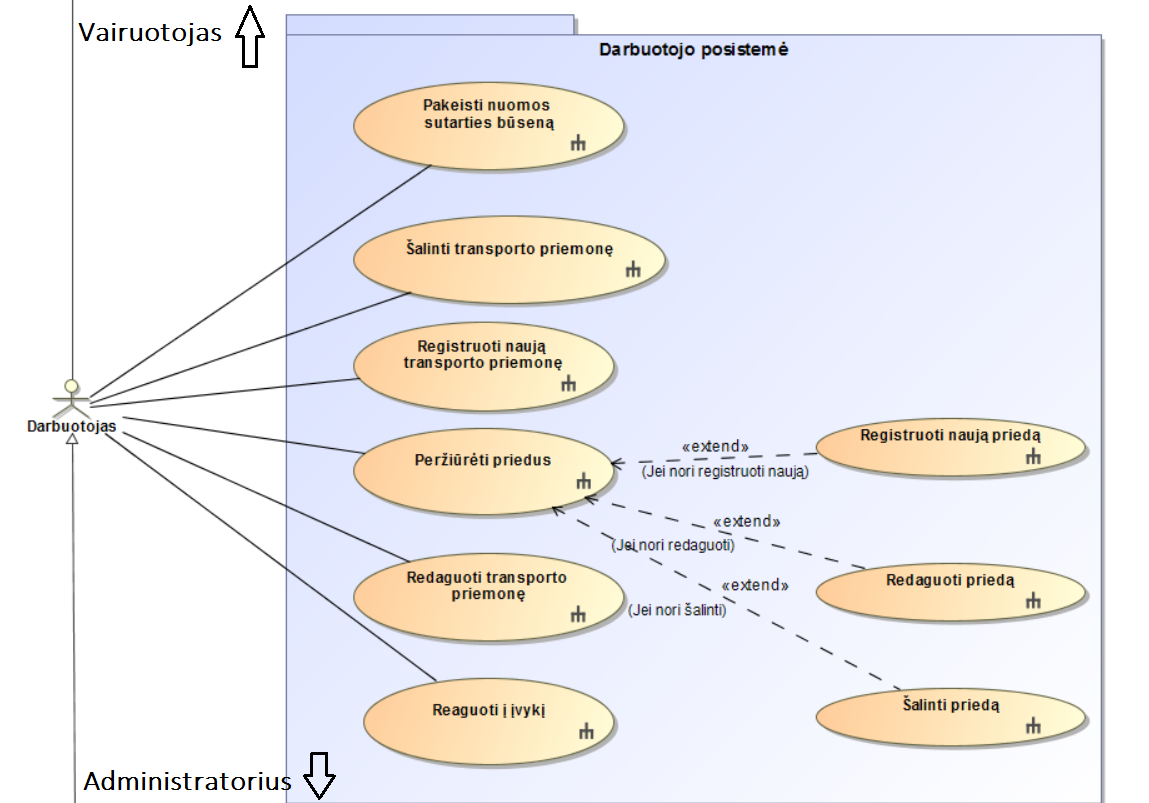 Vairuotojas
Darbuotojo posistemė
Pakeisti nuomos
sutarties būseną
Šalinti transporto priemonę
Registruoti naują
transporto priemonę
Darbuotojas
Peržiūrėti priedus
«extend»
(Jei nori registruoti naują)
Registruoti naują priedą
«extend»
(Jei nori redaguoti)
Redaguoti transporto
priemonę
«extend»
(Jei nori šalinti)
Redaguoti priedą
Reaguoti į įvykį
Šalinti priedą
Administratorius